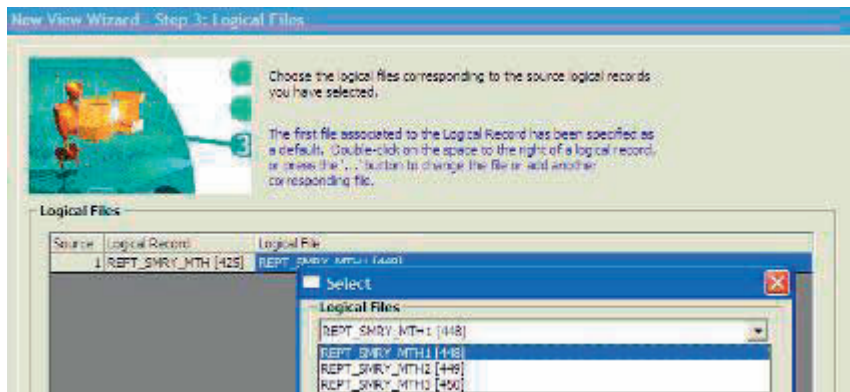 New View Wizard - Step 3: Logical Files
Choose the logical files corresponding to the source logical records
you have selected.
3
The first file associated to the Logical Record has been specified as
a default. Double-click on the space to the right of a logical record,
or press the '...' button to change the file or add another
corresponding file.
Logical Files
Source Logical Record Logical File
1 REPT_SMRY_MTH [425] REPT_SMRY_MTH1 [448]
Select
Logical Files
REPT_SMRY_MTH1 [448]
REPT_SMRY_MTH1 [448]
REPT_SMRY_MTH2 [449]
REPT_SMRY_MTH3 [450]